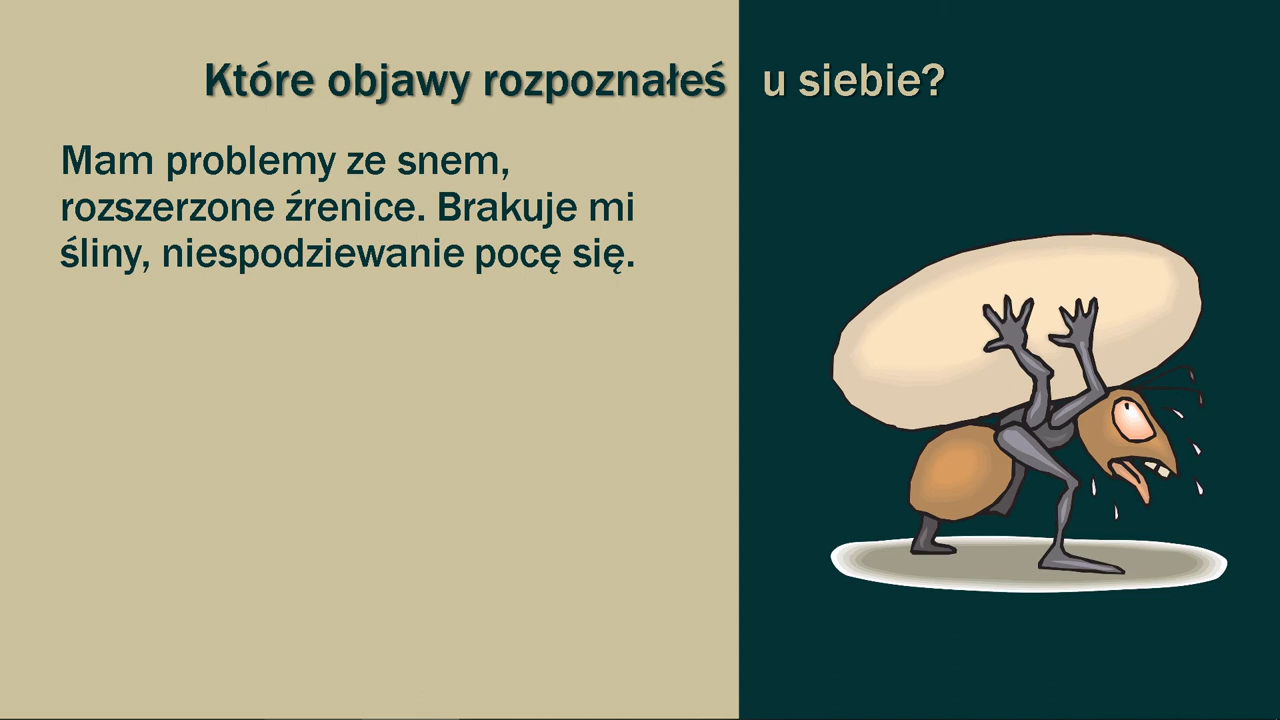 Które objawy rozpoznałeś u siebie?
Mam problemy ze snem,
rozszerzone źrenice. Brakuje mi
śliny, niespodziewanie pocę się.